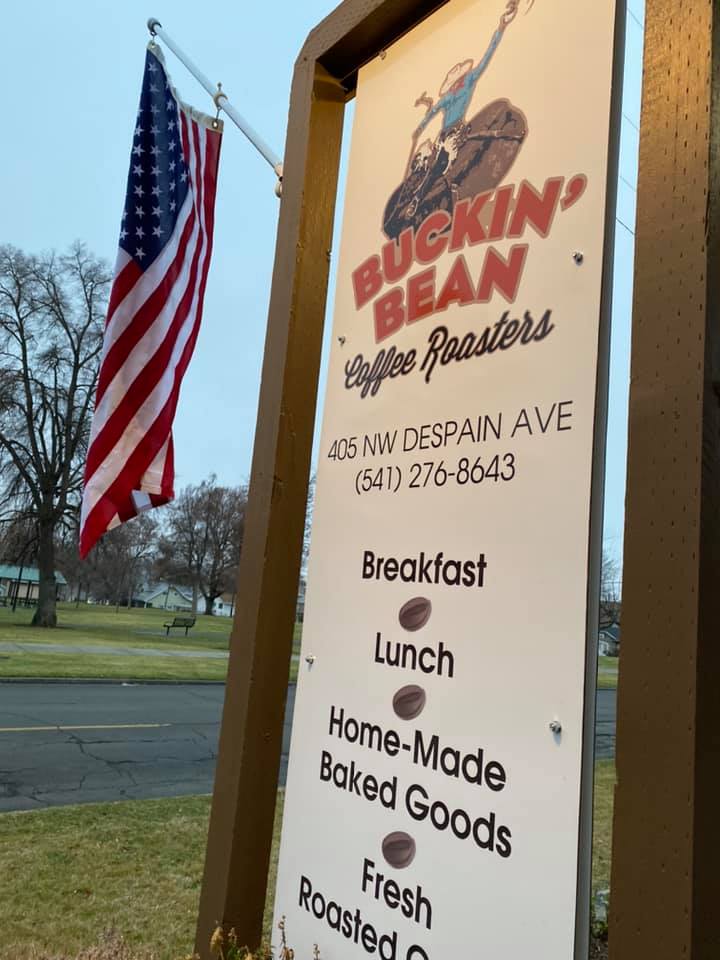 BUCKIN'
BEAN
Coffee Roasters
405 NW DESPAIN AVE
(541) 276-8643
Breakfast
Lunch
Home-Made
Baked Goods
Fresh
Roasted